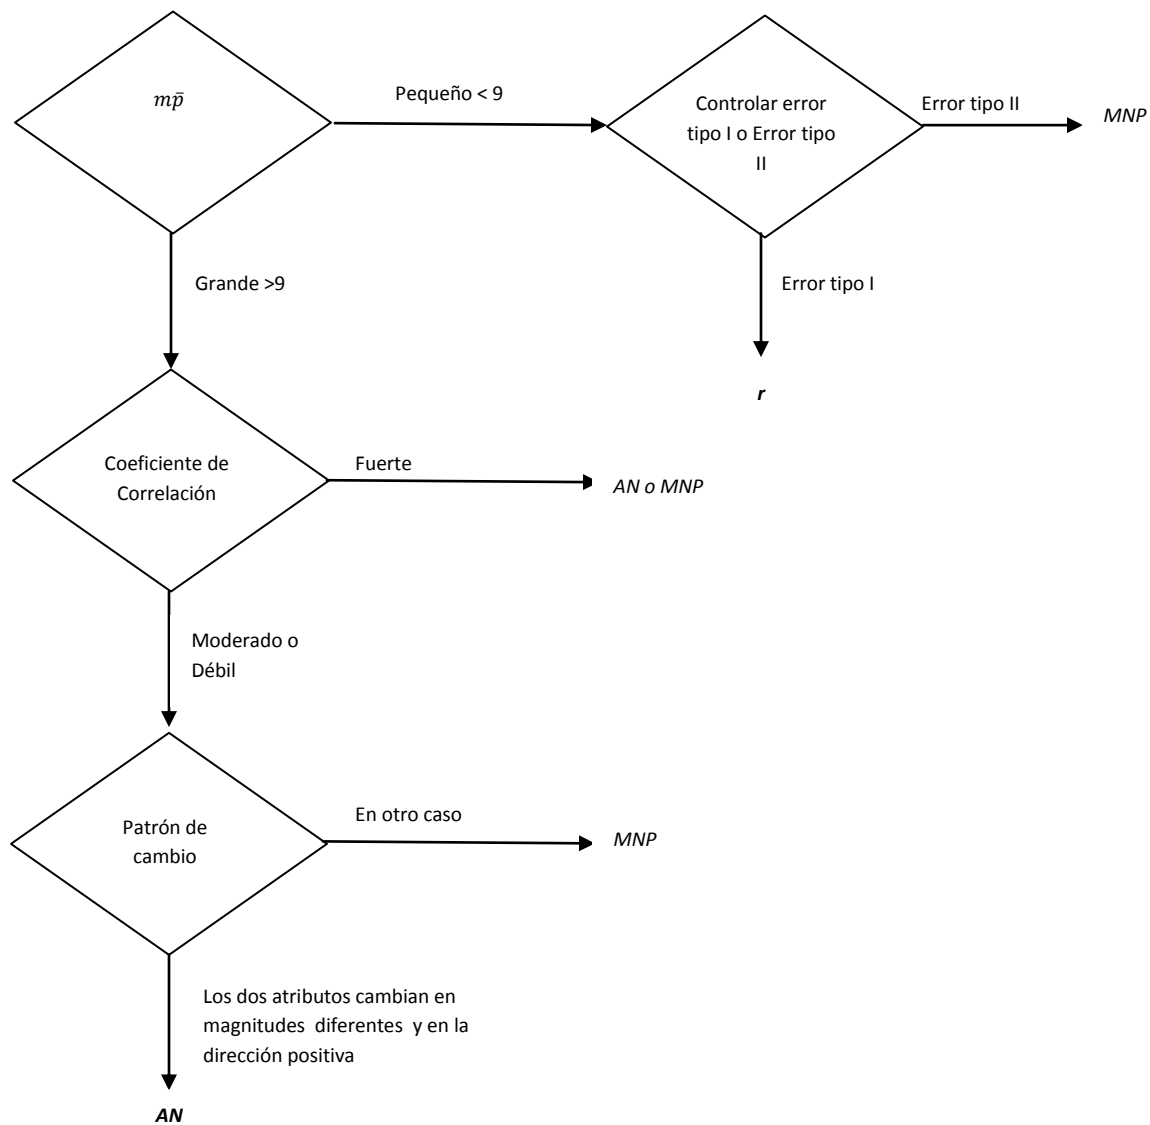 m𝑝̄
Pequeño < 9
Controlar error
tipo I o Error tipo
II
Error tipo II
MNP
Grande >9
Error tipo I
r
Coeficiente de
Correlación
Fuerte
AN o MNP
Moderado o
Débil
Patrón de
cambio
En otro caso
MNP
Los dos atributos cambian en
magnitudes diferentes y en la
dirección positiva
AN